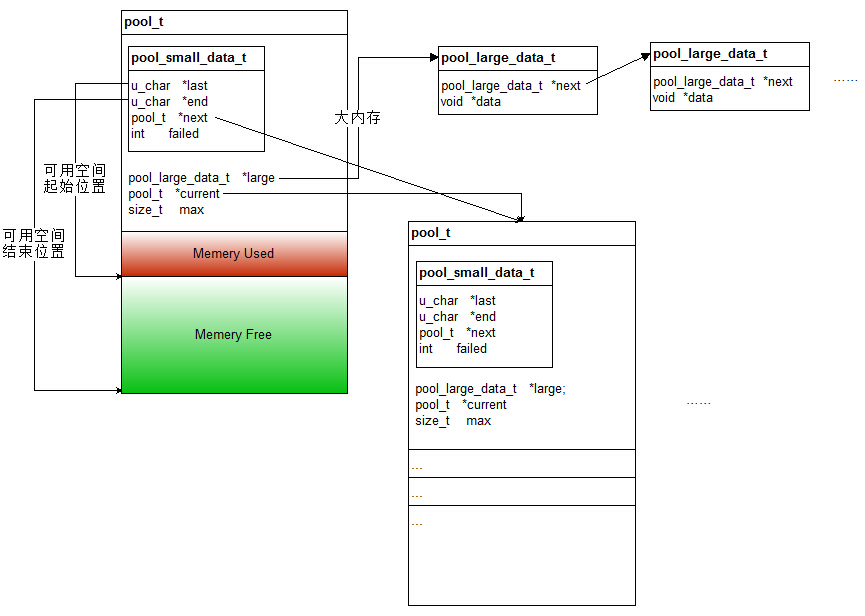 pool_t
pool_small_data_t
u_char *last
u_char *end
pool_t *next
int failed
pool_large_data_t *large
pool_t *current
size_t max
Memery Used
Memery Free
可用空间
起始位置
可用空间
结束位置
大内存
pool_large_data_t
pool_large_data_t *next
void *data
pool_large_data_t
pool_large_data_t *next
void *data
……
pool_t
pool_small_data_t
u_char *last
u_char *end
pool_t *next
int failed
pool_large_data_t *large;
pool_t *current
size_t max
...
...
...
……